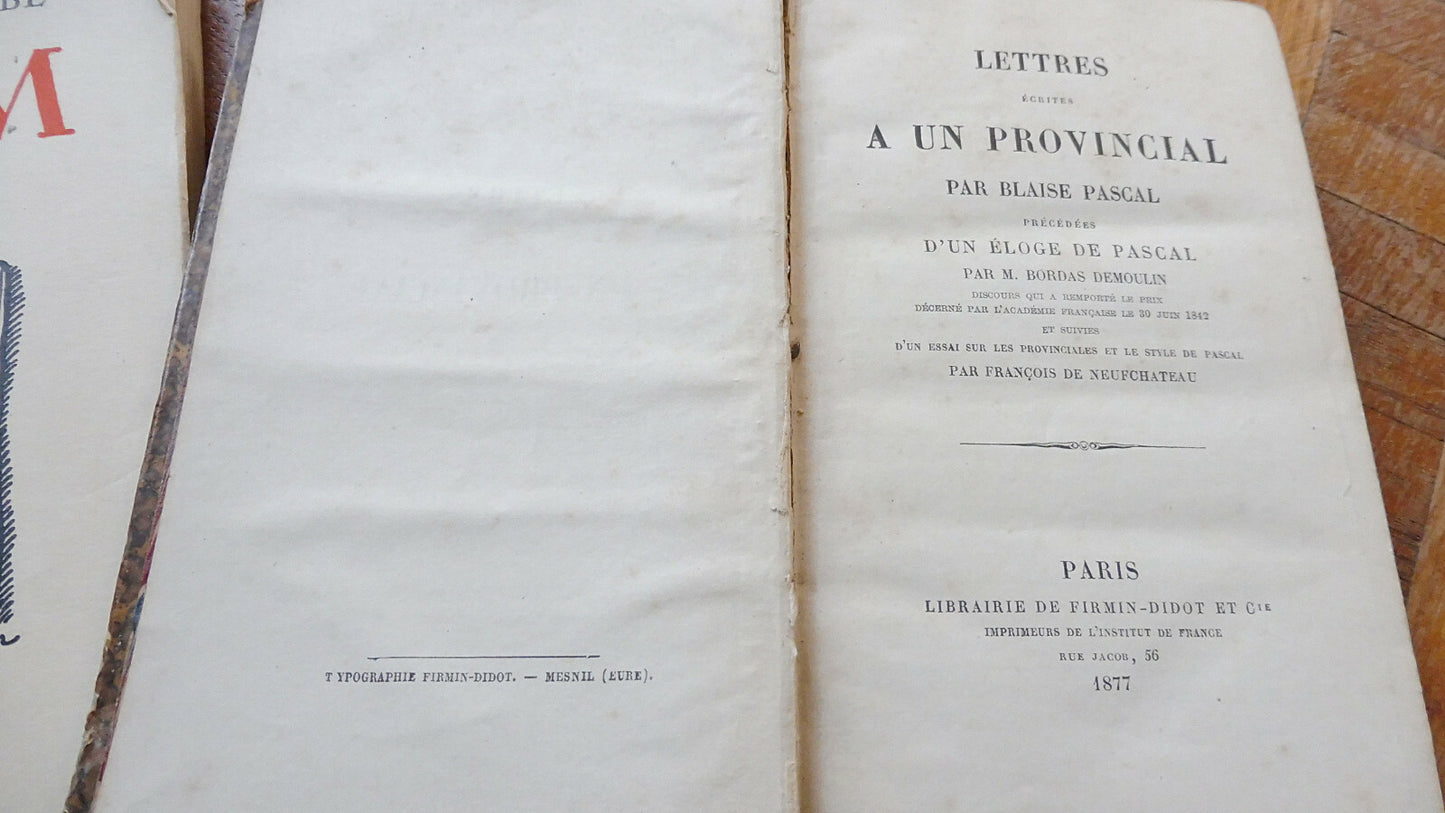 M
TYPOGRAPHIE FIRMIN-DIDOT. — MESNIL (EURE).
LETTRES
ÉCRITES
A UN PROVINCIAL
PAR BLAISE PASCAL
PRÉCÉDÉES
D'UN ÉLOGE DE PASCAL
PAR M. BORDAS DEMOULIN
DISCOURS QUI A REMPORTÉ LE PRIX
DÉCERNÉ PAR L'ACADÉMIE FRANÇAISE LE 30 JUIN 1842
ET SUIVIES
D'UN ESSAI SUR LES PROVINCIALES ET LE STYLE DE PASCAL
PAR FRANÇOIS DE NEUFCHATEAU
PARIS
LIBRAIRIE DE FIRMIN-DIDOT ET CIE
IMPRIMEURS DE L'INSTITUT DE FRANCE
RUE JACOB, 56
1877